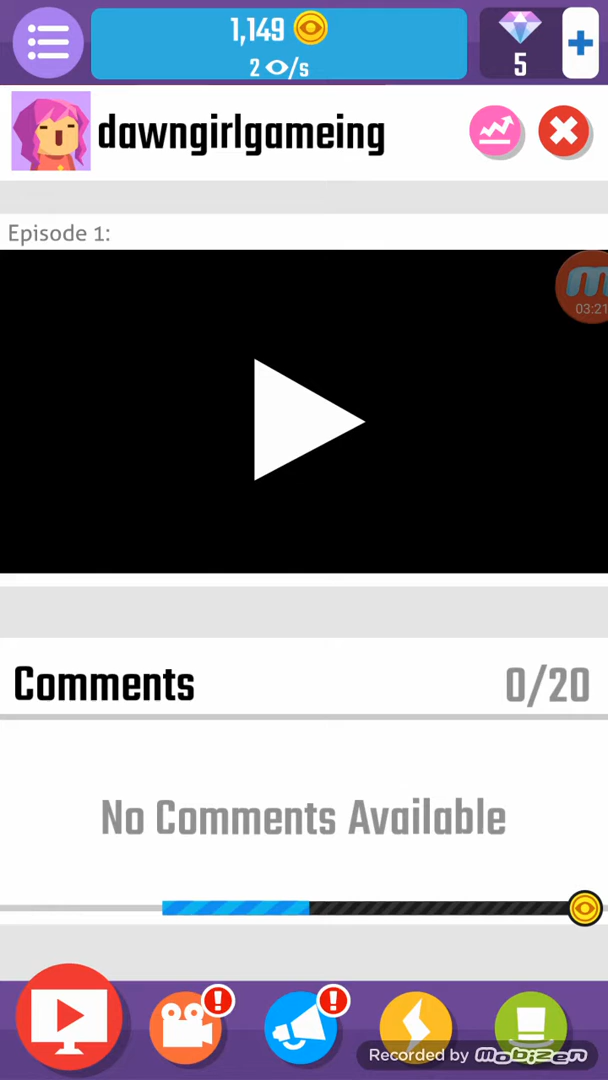 1,149
2 /s
5
dawngirlgameing
Episode 1:
03:21
Comments 0/20
No Comments Available
Recorded by mobizen